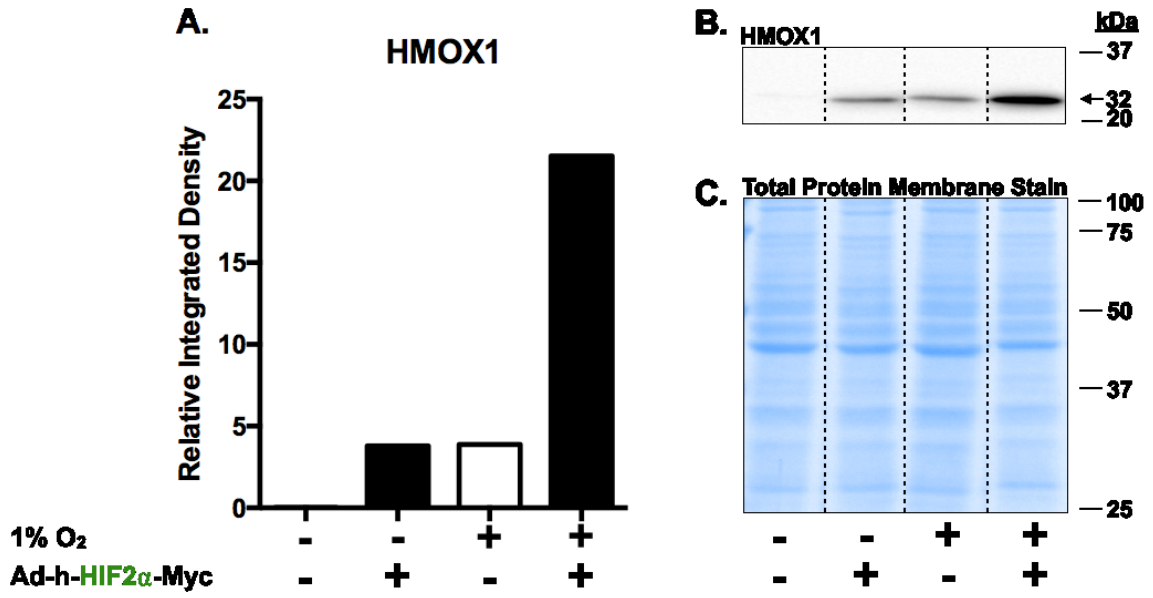 A.
HMOX1
Relative Integrated Density
25
20
15
10
5
0
1% O₂ - - + +
Ad-h-HIF2α-Myc - + - +
B.
HMOX1
kDa
37
32
20
C.
Total Protein Membrane Stain
100
75
50
37
25
- - + +
- + - +